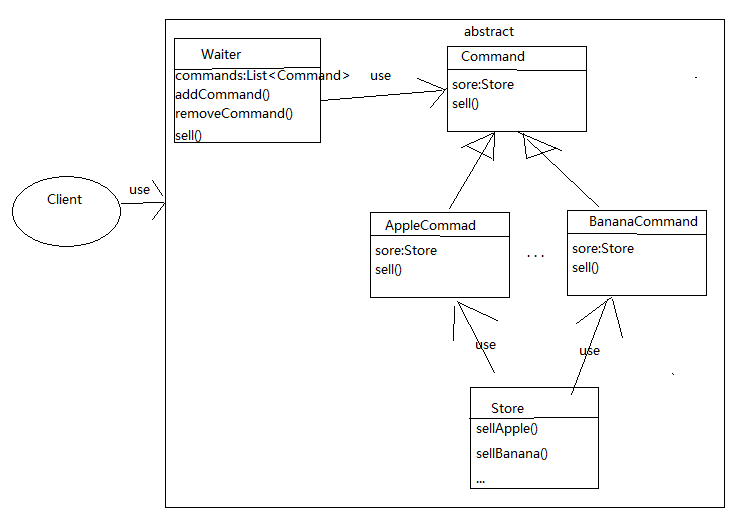 abstract
Waiter
commands:List<Command>
addCommand()
removeCommand()
sell()
use
Command
sore:Store
sell()
Client
use
AppleCommad
sore:Store
sell()
...
BananaCommand
sore:Store
sell()
use
use
Store
sellApple()
sellBanana()
...